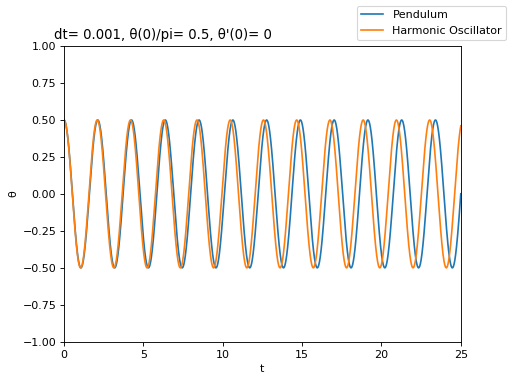 Pendulum
Harmonic Oscillator
dt= 0.001, θ(0)/pi= 0.5, θ'(0)= 0
1.00
0.75
0.50
0.25
0.00
−0.25
−0.50
−0.75
−1.00
θ
0 5 10 15 20 25
t